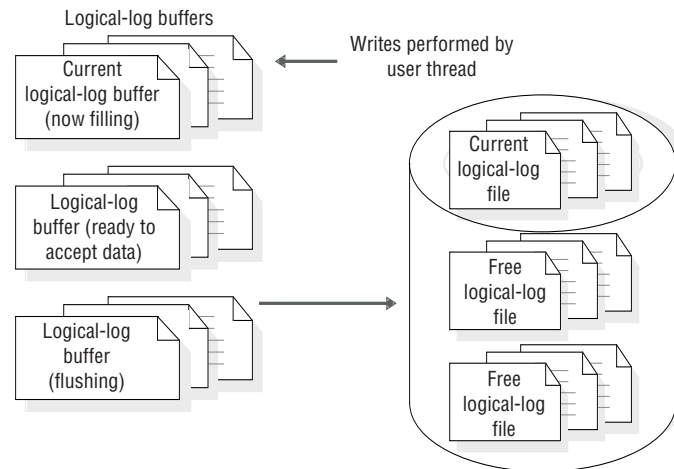 Logical-log buffers
Current
logical-log buffer
(now filling)
Writes performed by
user thread
Logical-log
buffer (ready to
accept data)
Logical-log
buffer
(flushing)
Current
logical-log
file
Free
logical-log
file
Free
logical-log
file